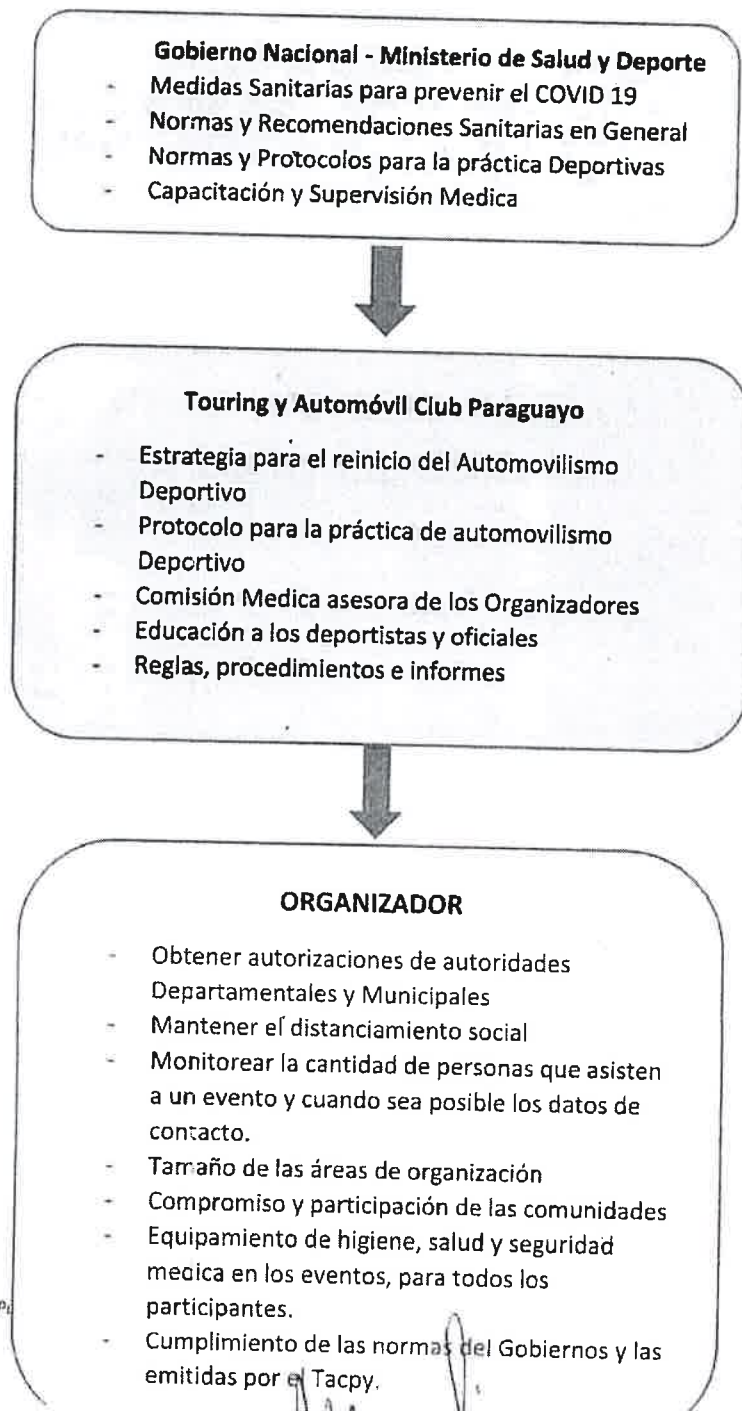 Gobierno Nacional - Ministerio de Salud y Deporte
- Medidas Sanitarias para prevenir el COVID 19
- Normas y Recomendaciones Sanitarias en General
- Normas y Protocolos para la práctica Deportivas
- Capacitación y Supervisión Medica
Touring y Automóvil Club Paraguayo
- Estrategia para el reinicio del Automovilismo
Deportivo
- Protocolo para la práctica de automovilismo
Deportivo
- Comisión Medica asesora de los Organizadores
- Educación a los deportistas y oficiales
- Reglas, procedimientos e informes
ORGANIZADOR
- Obtener autorizaciones de autoridades
Departamentales y Municipales
- Mantener el distanciamiento social
- Monitorear la cantidad de personas que asisten
a un evento y cuando sea posible los datos de
contacto.
- Tamaño de las áreas de organización
- Compromiso y participación de las comunidades
- Equipamiento de higiene, salud y seguridad
medica en los eventos, para todos los
participantes.
- Cumplimiento de las normas del Gobiernos y las
emitidas por el Tacpy.